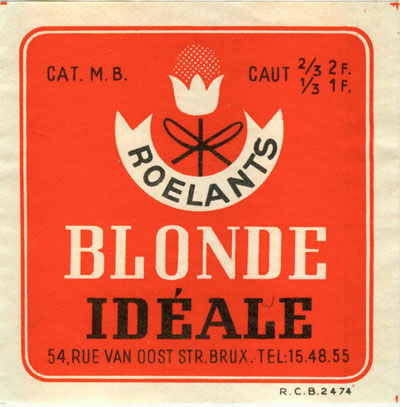 CAT. M. B.
CAUT 2/3 2 F.
1/3 1 F.
ROELANTS
BLONDE
IDÉALE
54, RUE VAN OOST STR. BRUX. TEL: 15.48.55
R.C.B. 2474